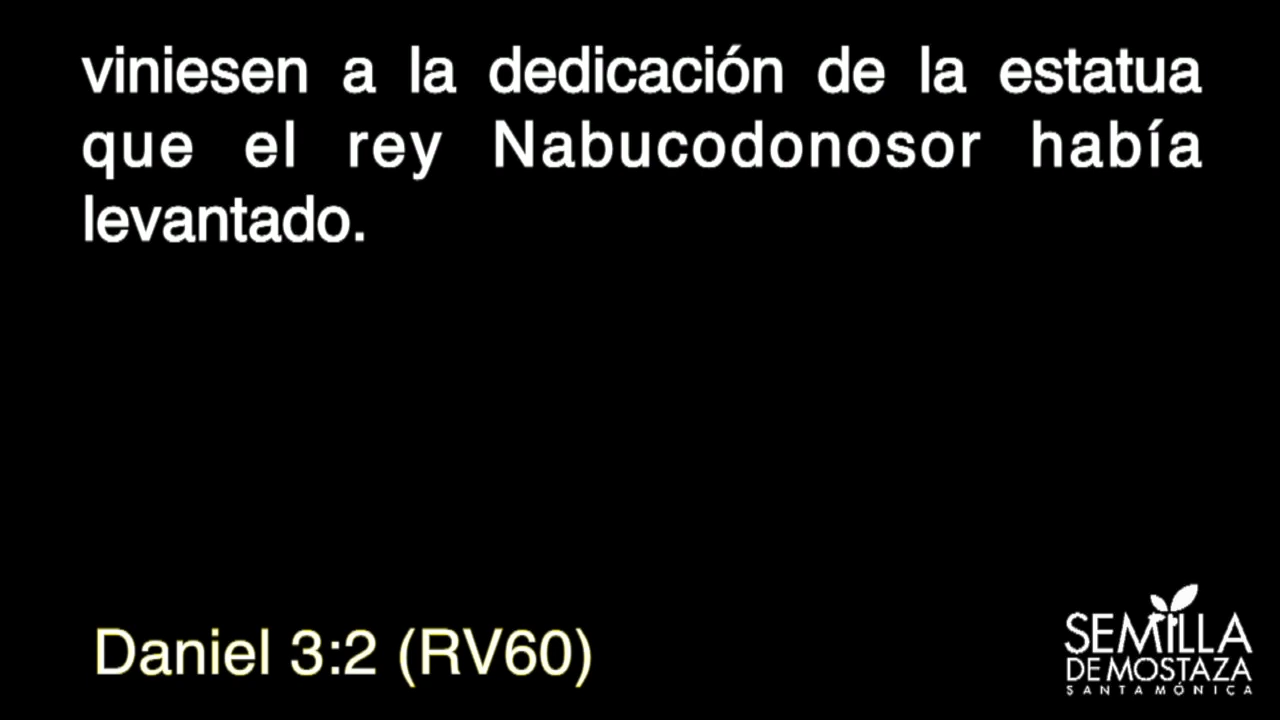 viniesen a la dedicación de la estatua
que el rey Nabucodonosor había
levantado.
Daniel 3:2 (RV60)
SEMILLA
DE MOSTAZA
SANTA MÓNICA